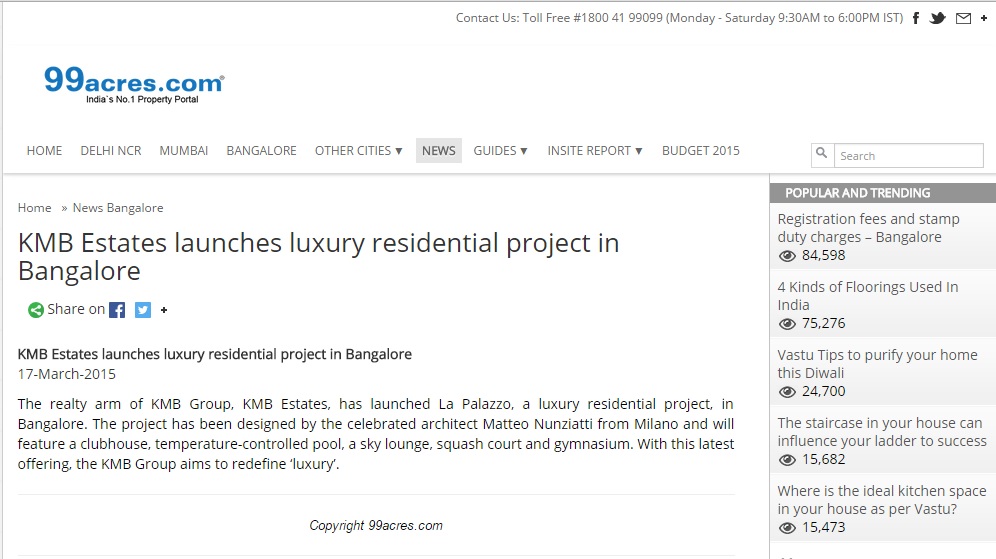 Contact Us: Toll Free #1800 41 99099 (Monday - Saturday 9:30AM to 6:00PM IST)
99acres.com®
India`s No.1 Property Portal
HOME DELHI NCR MUMBAI BANGALORE OTHER CITIES ▼ NEWS GUIDES ▼ INSITE REPORT ▼ BUDGET 2015
Search
Home » News Bangalore
KMB Estates launches luxury residential project in
Bangalore
Share on
KMB Estates launches luxury residential project in Bangalore
17-March-2015
The realty arm of KMB Group, KMB Estates, has launched La Palazzo, a luxury residential project, in
Bangalore. The project has been designed by the celebrated architect Matteo Nunziatti from Milano and will
feature a clubhouse, temperature-controlled pool, a sky lounge, squash court and gymnasium. With this latest
offering, the KMB Group aims to redefine ‘luxury’.
Copyright 99acres.com
POPULAR AND TRENDING
Registration fees and stamp
duty charges – Bangalore
84,598
4 Kinds of Floorings Used In
India
75,276
Vastu Tips to purify your home
this Diwali
24,700
The staircase in your house can
influence your ladder to success
15,682
Where is the ideal kitchen space
in your house as per Vastu?
15,473